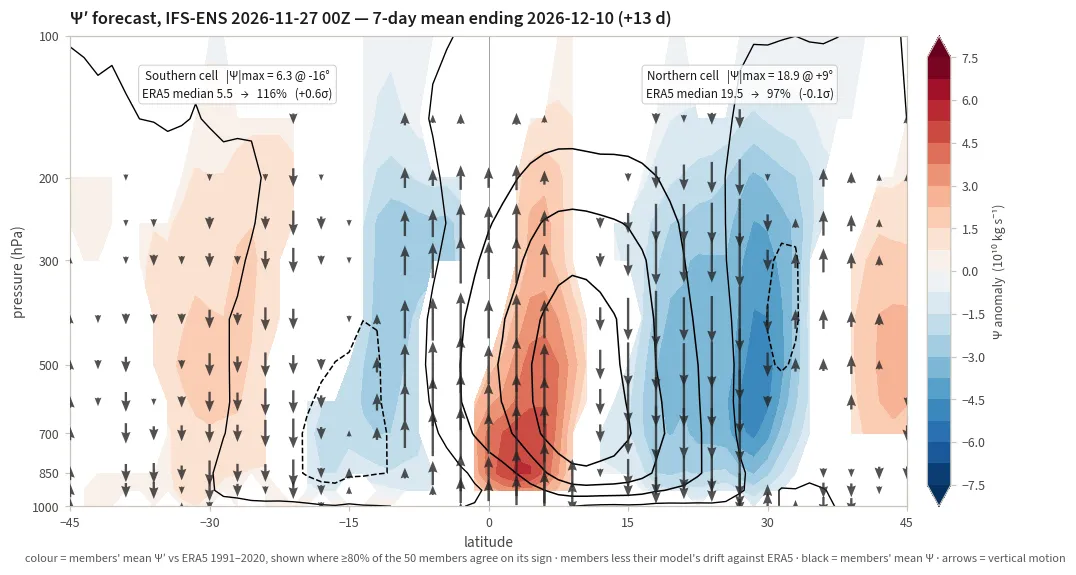 Ψ′ forecast, IFS-ENS 2026-11-27 00Z — 7-day mean ending 2026-12-10 (+13 d)
Southern cell |Ψ|max = 6.3 @ -16°
ERA5 median 5.5 → 116% (+0.6σ)
Northern cell |Ψ|max = 18.9 @ +9°
ERA5 median 19.5 → 97% (-0.1σ)
pressure (hPa)
100
200
300
400
500
700
850
1000
−45
−30
−15
0
15
30
45
latitude
7.5
6.0
4.5
3.0
1.5
0.0
−1.5
−3.0
−4.5
−6.0
−7.5
Ψ anomaly (10¹⁰ kg s⁻¹)
colour = members' mean Ψ′ vs ERA5 1991–2020, shown where ≥80% of the 50 members agree on its sign · members less their model's drift against ERA5 · black = members' mean Ψ · arrows = vertical motion